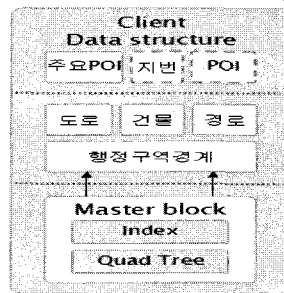 Client
Data structure
주요POI 지번 POI
도로 건물 경로
행정구역경계
Master block
Index
Quad Tree